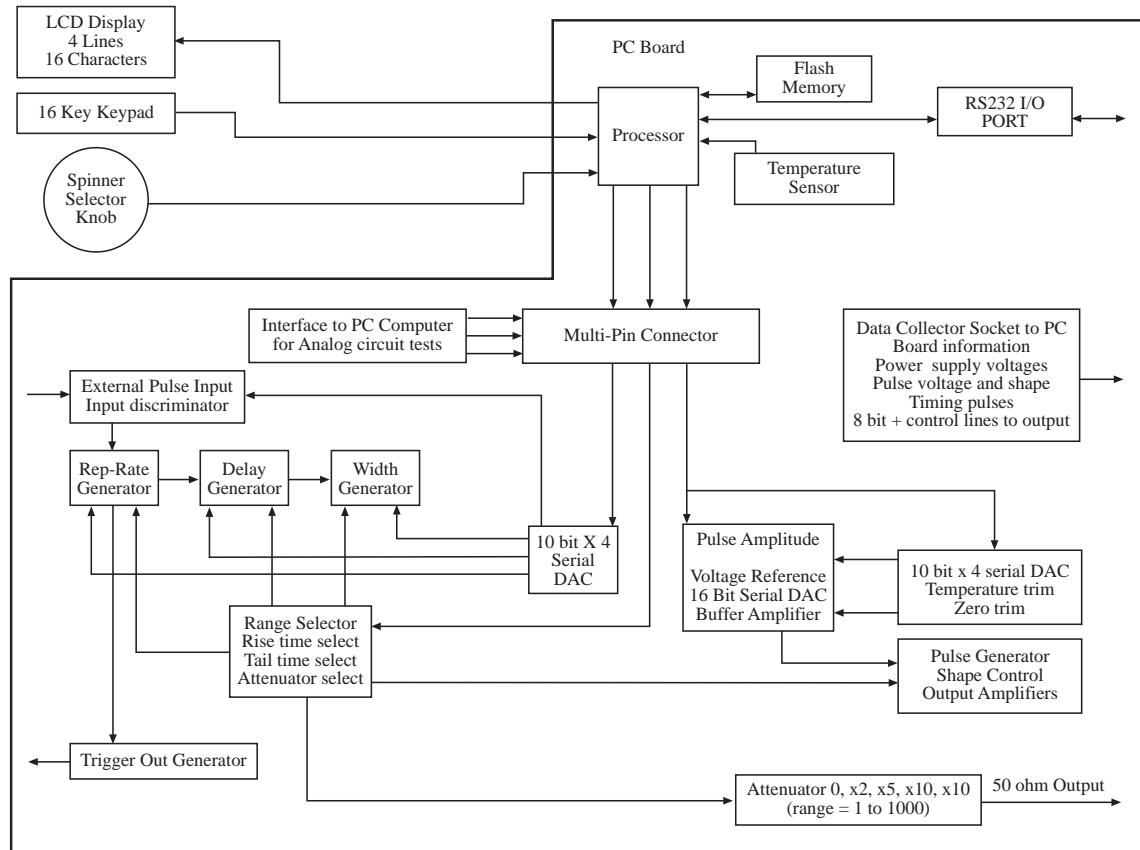 LCD Display
4 Lines
16 Characters
PC Board
Flash
Memory
16 Key Keypad
RS232 I/O
PORT
Processor
Temperature
Sensor
Spinner
Selector
Knob
Interface to PC Computer
for Analog circuit tests
Multi-Pin Connector
Data Collector Socket to PC
Board information
Power supply voltages
Pulse voltage and shape
Timing pulses
8 bit + control lines to output
External Pulse Input
Input discriminator
Rep-Rate
Generator
Delay
Generator
Width
Generator
10 bit X 4
Serial
DAC
Pulse Amplitude
Voltage Reference
16 Bit Serial DAC
Buffer Amplifier
10 bit x 4 serial DAC
Temperature trim
Zero trim
Range Selector
Rise time select
Tail time select
Attenuator select
Pulse Generator
Shape Control
Output Amplifiers
Trigger Out Generator
Attenuator 0, x2, x5, x10, x10
(range = 1 to 1000)
50 ohm Output